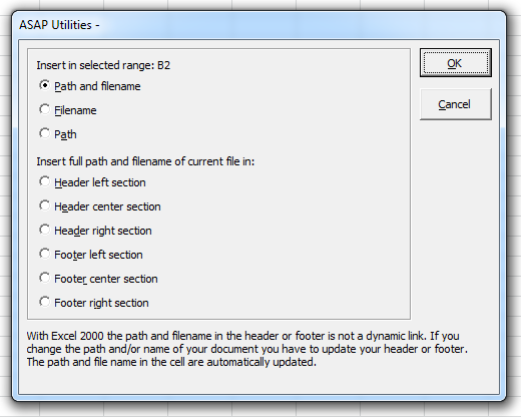 ASAP Utilities -
Insert in selected range: B2
Path and filename
Filename
Path
Insert full path and filename of current file in:
Header left section
Header center section
Header right section
Footer left section
Footer center section
Footer right section
OK
Cancel
With Excel 2000 the path and filename in the header or footer is not a dynamic link. If you
change the path and/or name of your document you have to update your header or footer.
The path and file name in the cell are automatically updated.